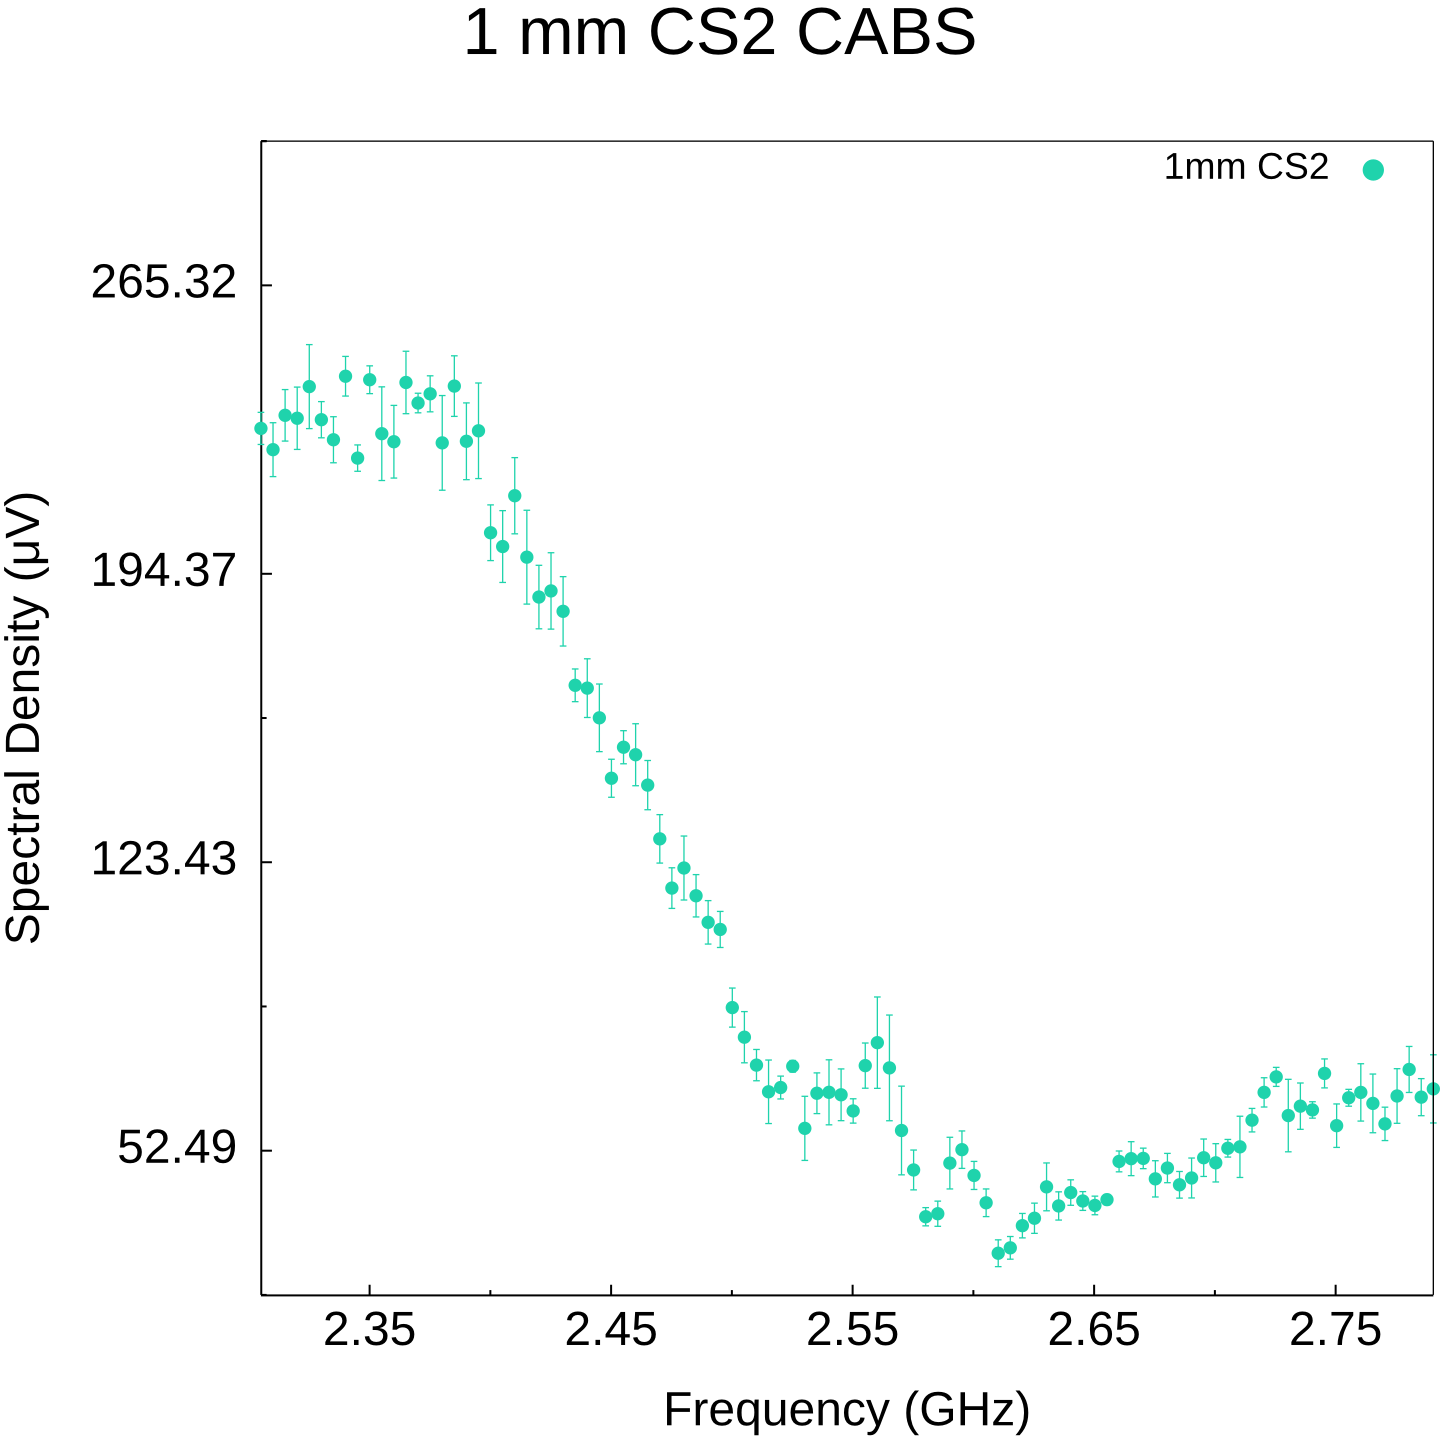 1 mm CS2 CABS
1mm CS2
265.32
194.37
123.43
52.49
Spectral Density (μV)
2.35 2.45 2.55 2.65 2.75
Frequency (GHz)